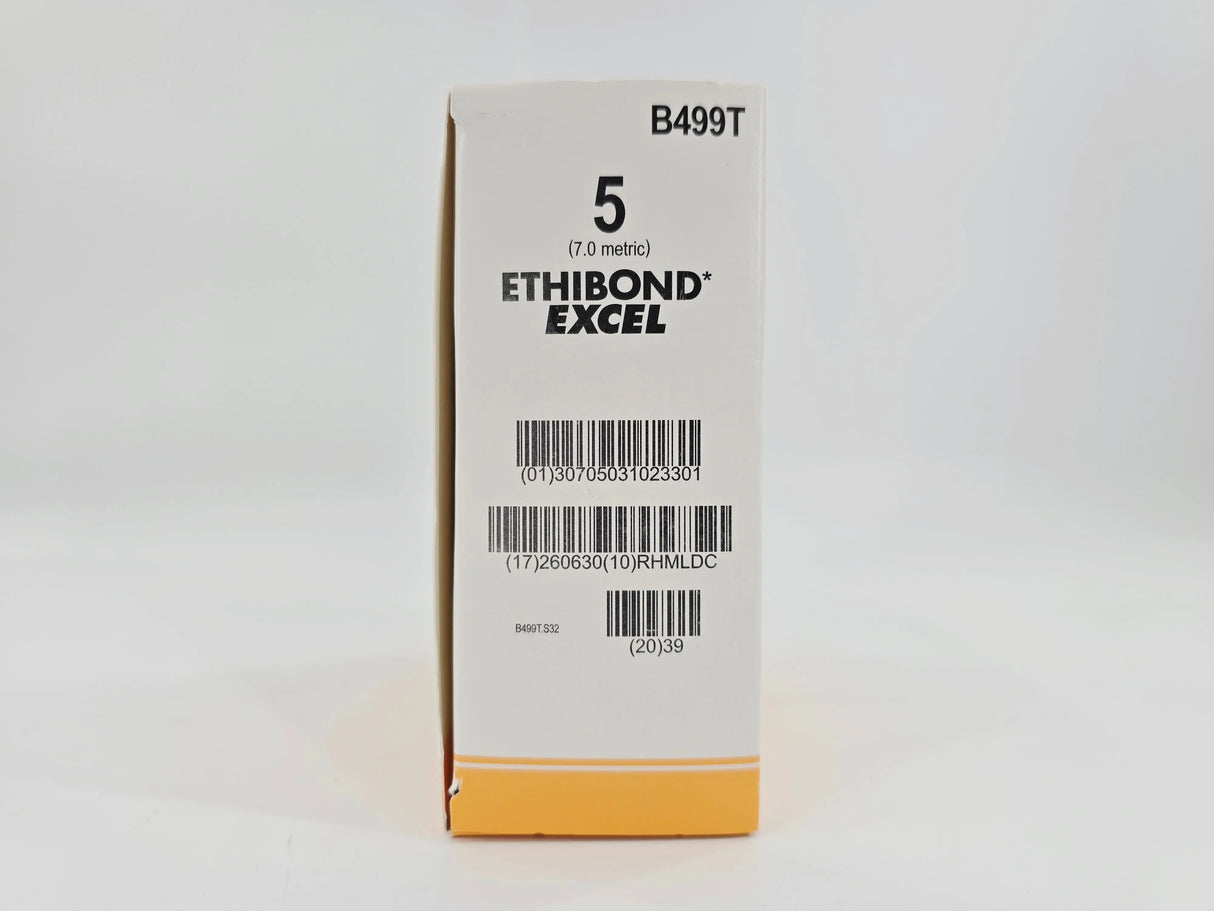 B499T
5
(7.0 metric)
ETHIBOND*
EXCEL
(01)30705031023301
(17)260630(10)RHMLDC
B499T.S32
(20)39